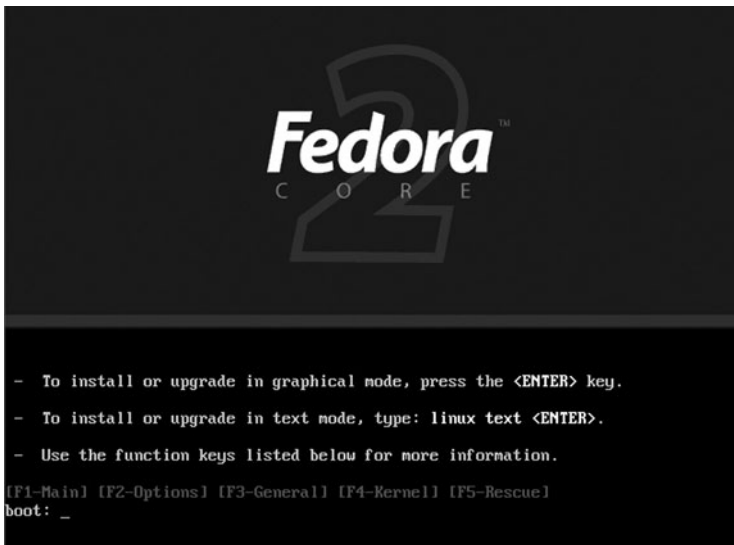 2
Fedora™
CORE
- To install or upgrade in graphical mode, press the <ENTER> key.
- To install or upgrade in text mode, type: linux text <ENTER>.
- Use the function keys listed below for more information.
[F1-Main] [F2-Options] [F3-General] [F4-Kernel] [F5-Rescue]
boot: _